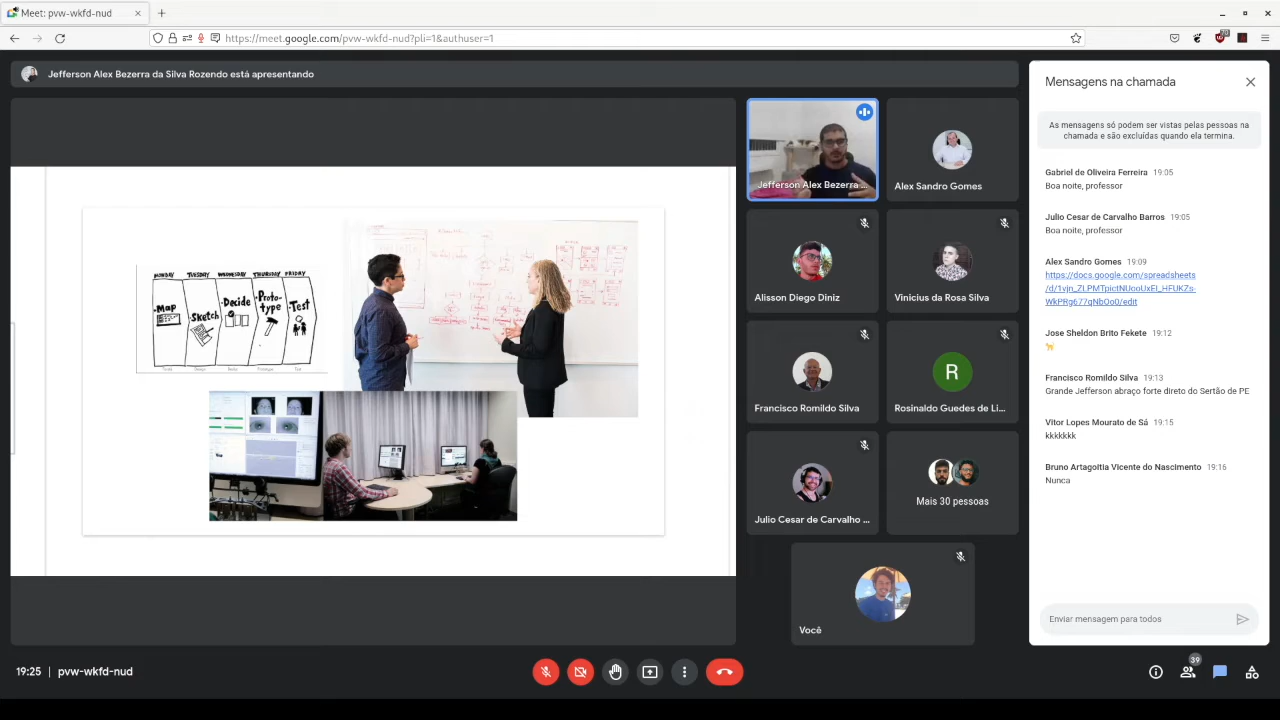 Meet: pvw-wkfd-nud
https://meet.google.com/pvw-wkfd-nud?pli=1&authuser=1
Jefferson Alex Bezerra da Silva Rozendo está apresentando
MONDAY TUESDAY WEDNESDAY THURSDAY FRIDAY
Map
Sketch
Decide
Proto-
type
Test
Jefferson Alex Bezerra ...
Alex Sandro Gomes
Alisson Diego Diniz
Vinicius da Rosa Silva
Francisco Romildo Silva
R
Rosinaldo Guedes de Li...
Julio Cesar de Carvalho ...
Mais 30 pessoas
Você
Mensagens na chamada
As mensagens só podem ser vistas pelas pessoas na
chamada e são excluídas quando ela termina.
Gabriel de Oliveira Ferreira 19:05
Boa noite, professor
Julio Cesar de Carvalho Barros 19:05
Boa noite, professor
Alex Sandro Gomes 19:09
https://docs.google.com/spreadsheets
/d/1vjn_ZLPMTpictNUooUxEI_HFUKZs-
WkPRg677qNbOo0/edit
Jose Sheldon Brito Fekete 19:12
Francisco Romildo Silva 19:13
Grande Jefferson abraço forte direto do Sertão de PE
Vitor Lopes Mourato de Sá 19:15
kkkkkkk
Bruno Artagoitia Vicente do Nascimento 19:16
Nunca
Enviar mensagem para todos
19:25 | pvw-wkfd-nud
39